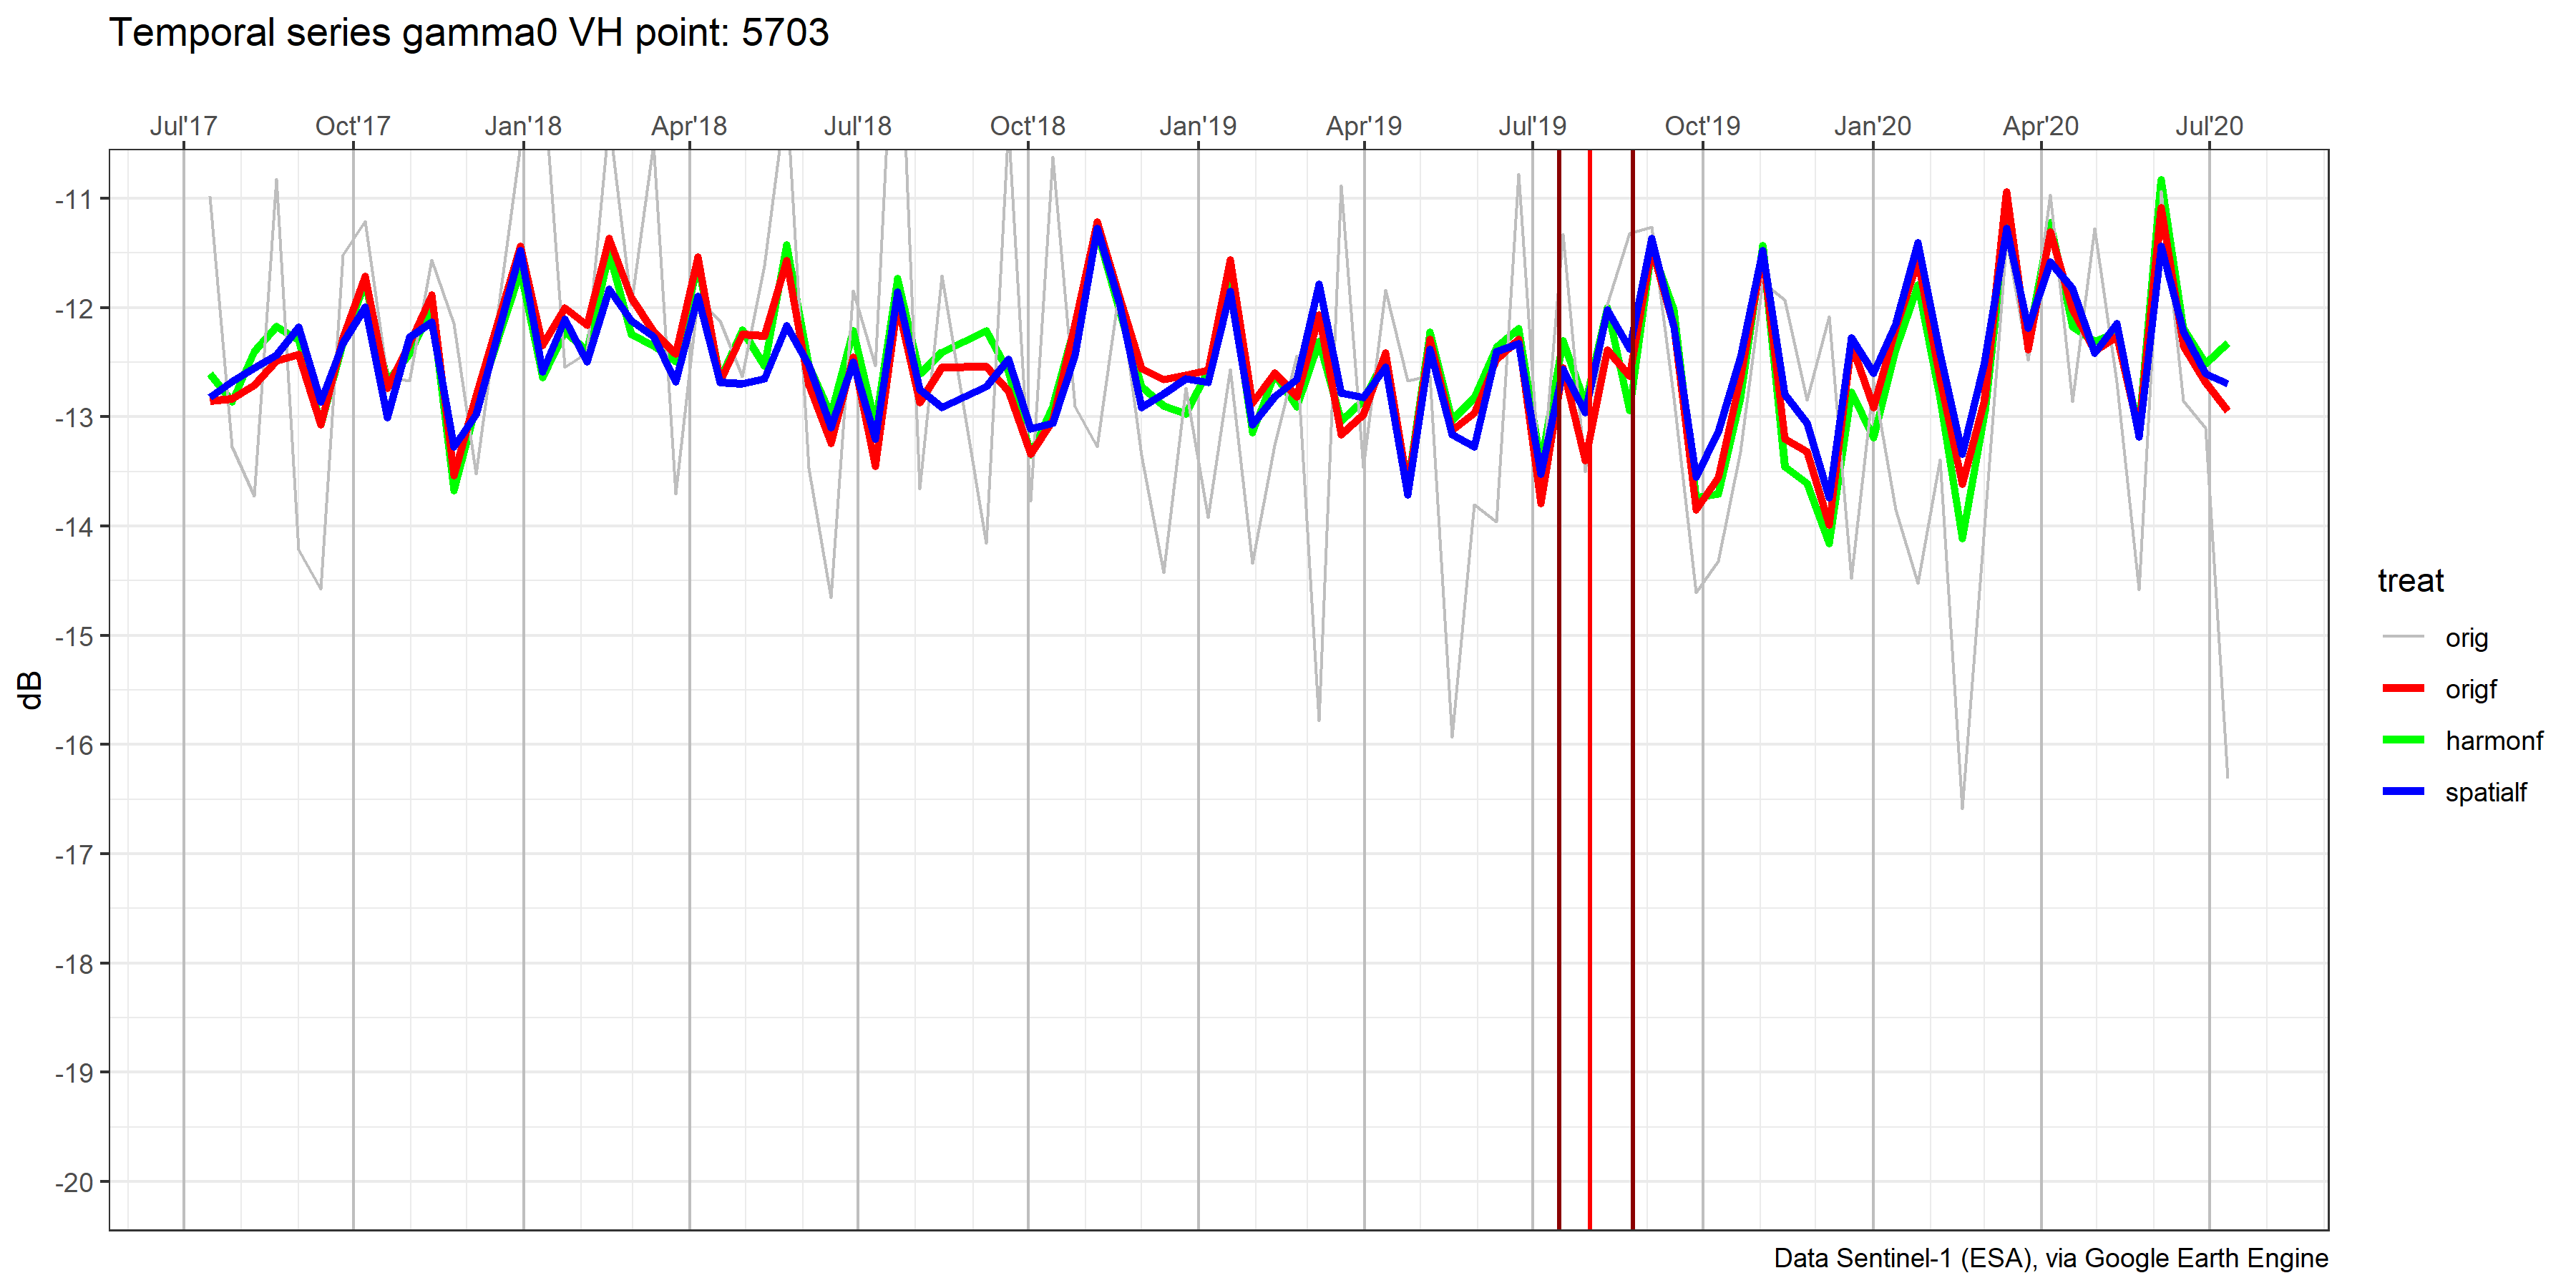 Temporal series gamma0 VH point: 5703
Jul'17 Oct'17 Jan'18 Apr'18 Jul'18 Oct'18 Jan'19 Apr'19 Jul'19 Oct'19 Jan'20 Apr'20 Jul'20
-11
-12
-13
-14
-15
-16
-17
-18
-19
-20
dB
treat
orig
origf
harmonf
spatialf
Data Sentinel-1 (ESA), via Google Earth Engine